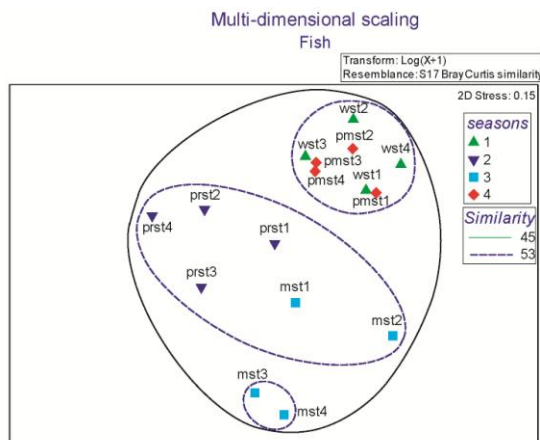 Multi-dimensional scaling
Fish
Transform: Log(X+1)
Resemblance: S17 BrayCurtis similarity
2D Stress: 0.15
seasons
1
2
3
4
Similarity
45
53
wst2
pmst2
wst3
pmst3
wst4
pmst4
wst1
pmst1
prst2
prst4
prst1
prst3
mst1
mst2
mst3
mst4